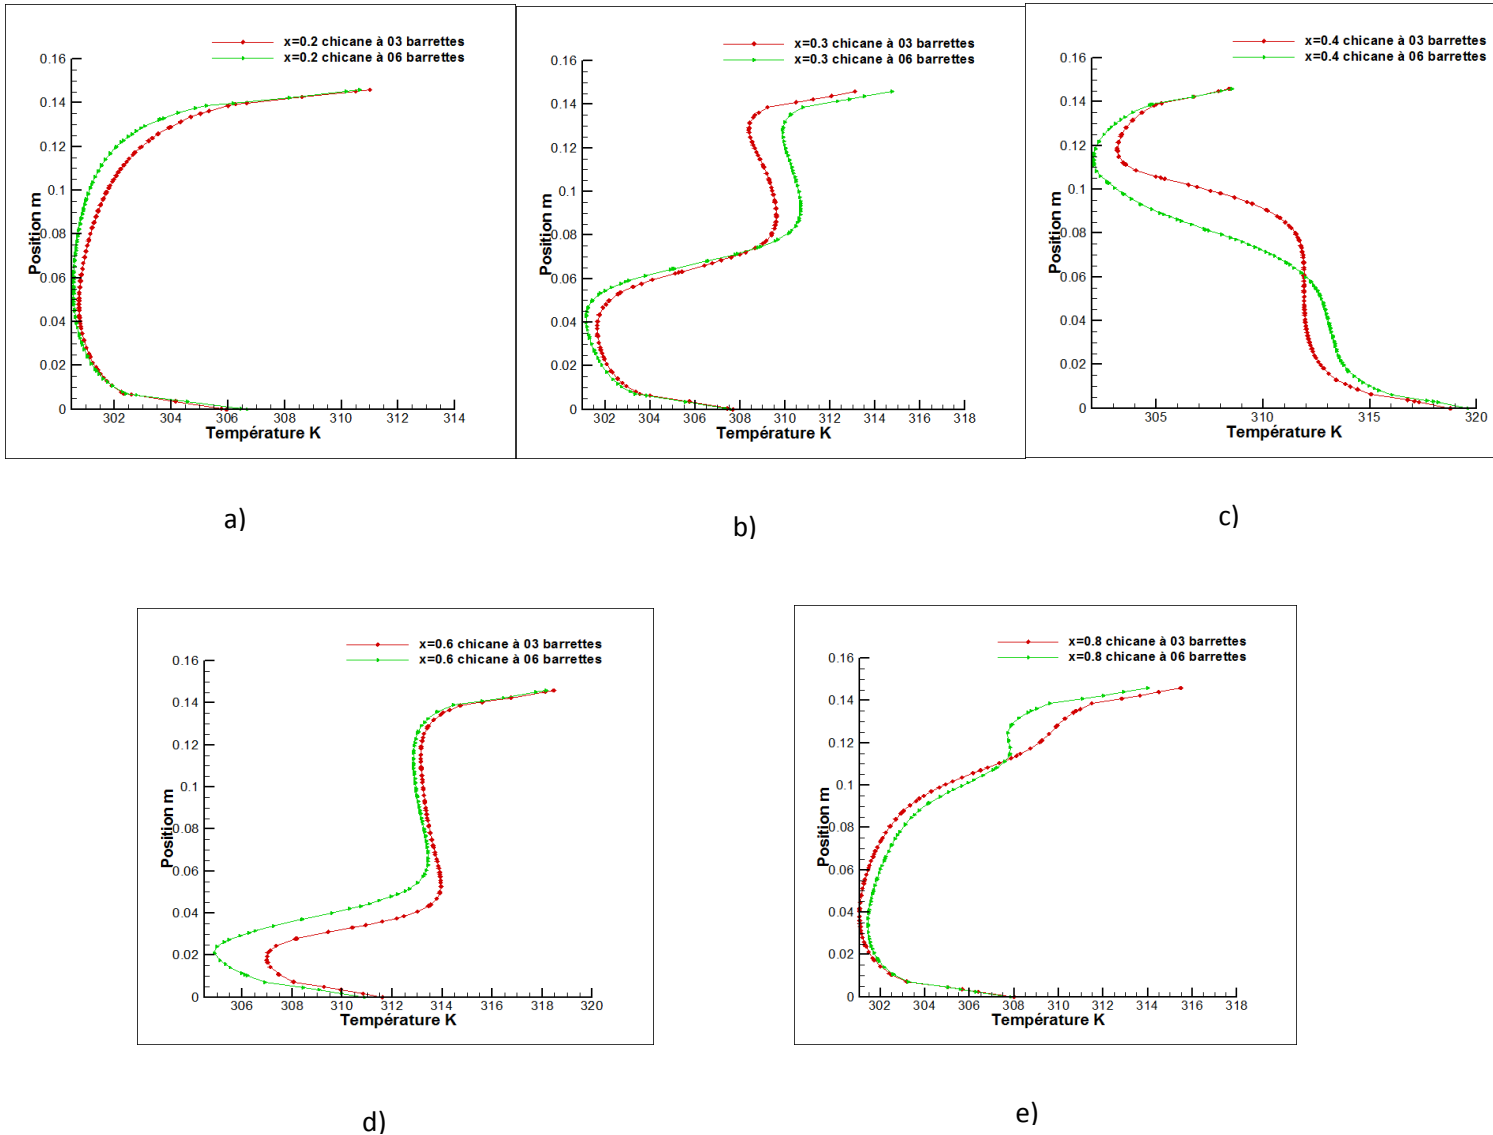 x=0.2 chicane à 03 barrettes
x=0.2 chicane à 06 barrettes
0.16
0.14
0.12
0.1
0.08
0.06
0.04
0.02
0
Position m
302 304 306 308 310 312 314
Température K
x=0.3 chicane à 03 barrettes
x=0.3 chicane à 06 barrettes
0.16
0.14
0.12
0.1
0.08
0.06
0.04
0.02
0
Position m
302 304 306 308 310 312 314 316 318
Température K
x=0.4 chicane à 03 barrettes
x=0.4 chicane à 06 barrettes
0.16
0.14
0.12
0.1
0.08
0.06
0.04
0.02
0
Position m
305 310 315 320
Température K
a)
b)
c)
x=0.6 chicane à 03 barrettes
x=0.6 chicane à 06 barrettes
0.16
0.14
0.12
0.1
0.08
0.06
0.04
0.02
0
Position m
306 308 310 312 314 316 318 320
Température K
x=0.8 chicane à 03 barrettes
x=0.8 chicane à 06 barrettes
0.16
0.14
0.12
0.1
0.08
0.06
0.04
0.02
0
Position m
302 304 306 308 310 312 314 316 318
Température K
d)
e)